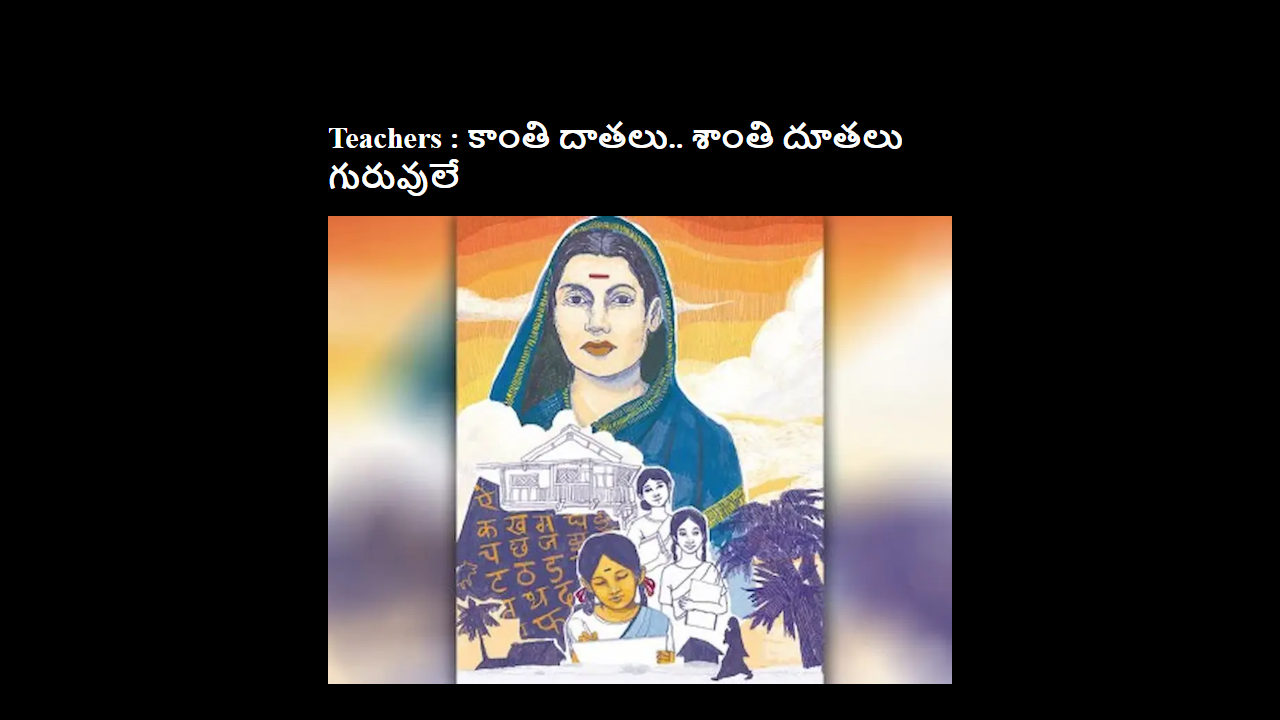 Teachers : కాంతి దాతలు.. శాంతి దూతలు
గురువులే
ऐ
क ख ग घ ङ
च छ ज झ
ट ठ ड
थ द
फ